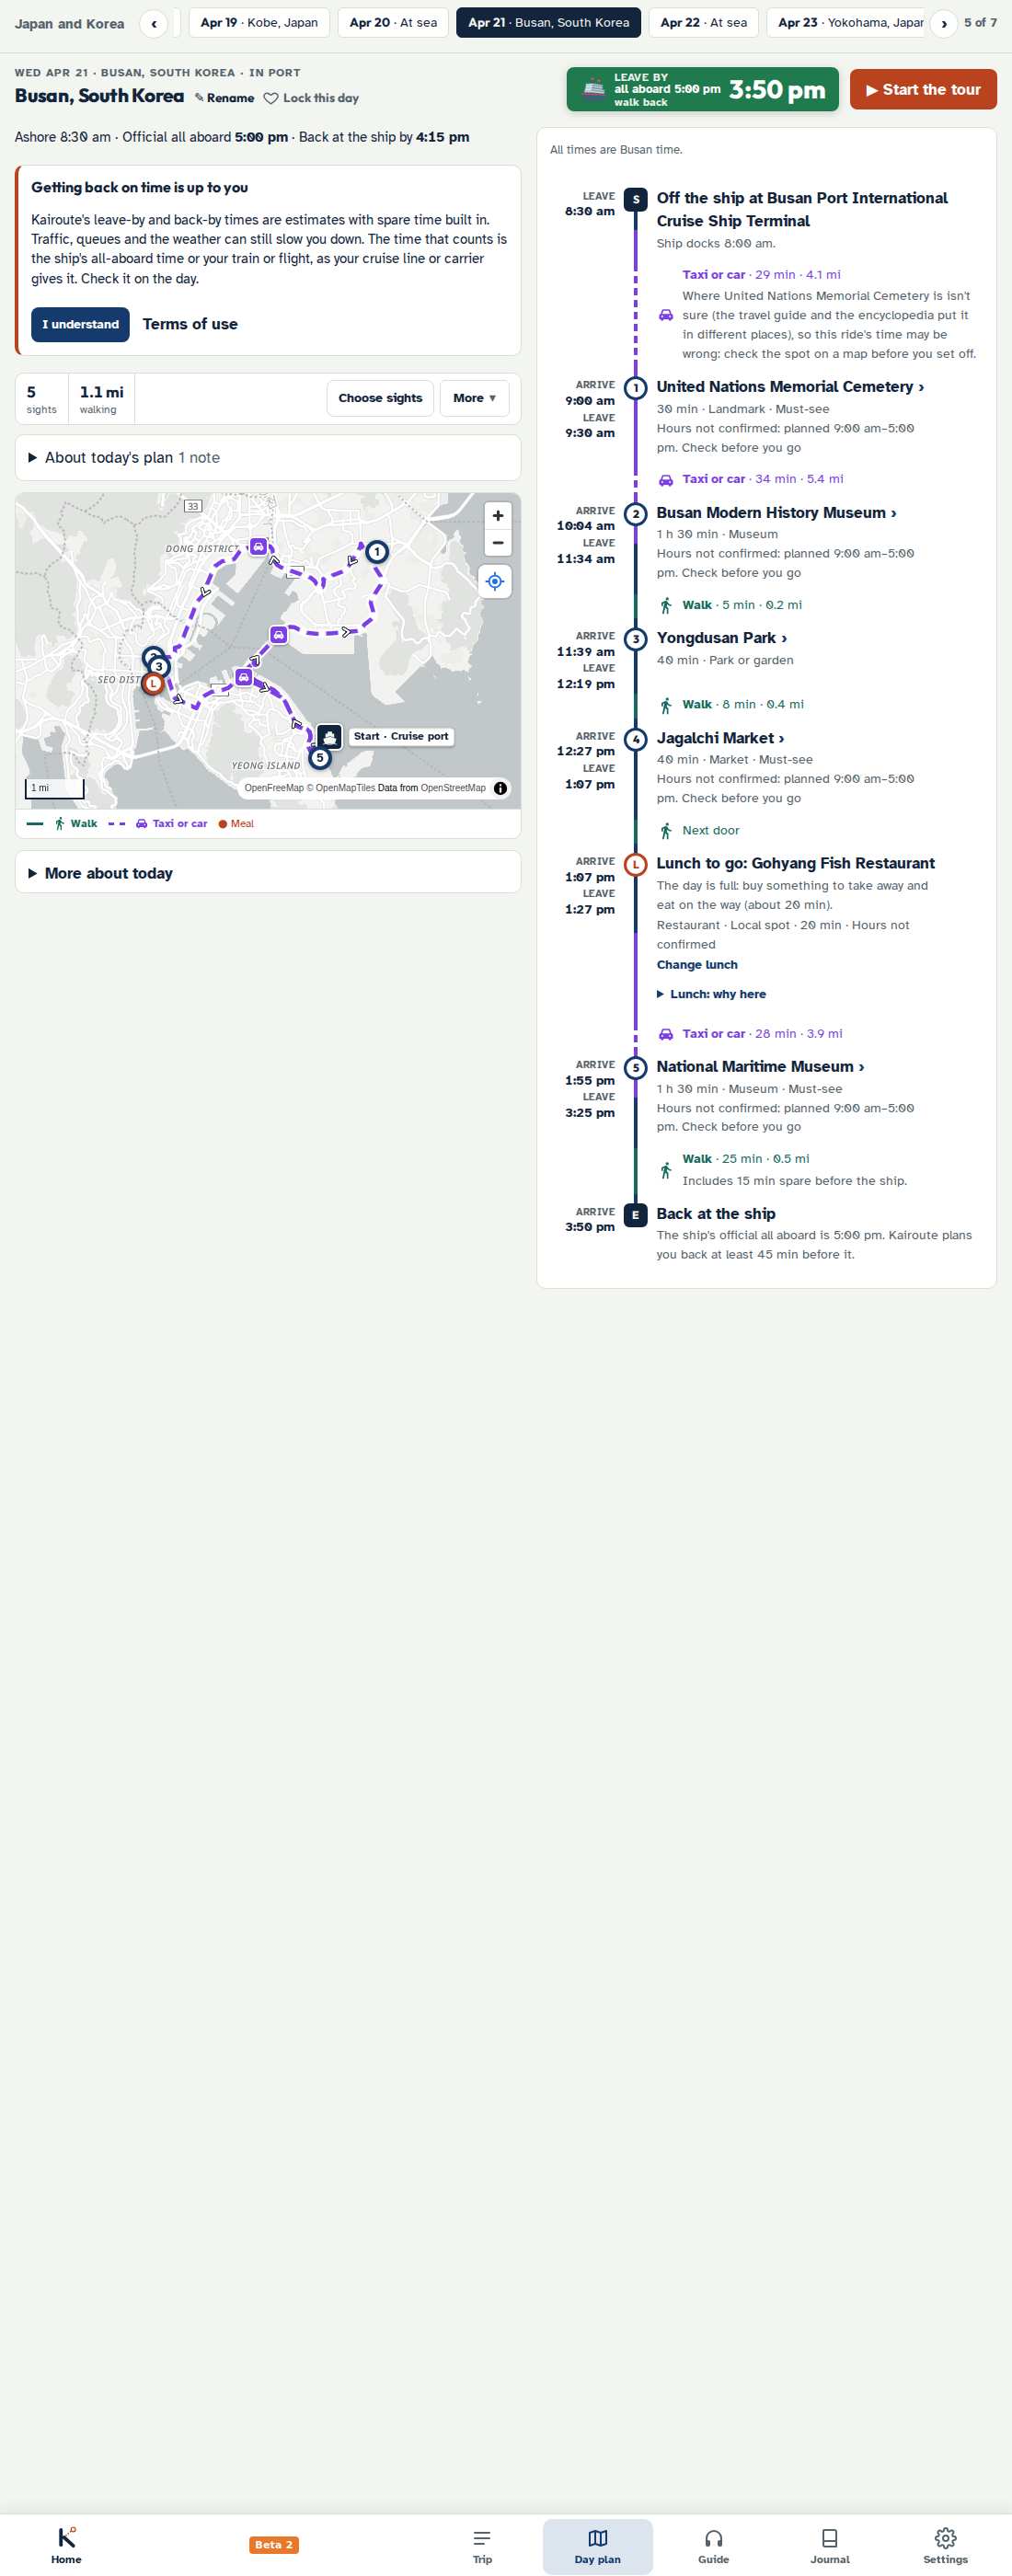 Japan and Korea
‹
Apr 19 · Kobe, Japan
Apr 20 · At sea
Apr 21 · Busan, South Korea
Apr 22 · At sea
Apr 23 · Yokohama, Japan
›
5 of 7
WED APR 21 · BUSAN, SOUTH KOREA · IN PORT
Busan, South Korea
✎ Rename
Lock this day
LEAVE BY
all aboard 5:00 pm
walk back
3:50 pm
▶ Start the tour
Ashore 8:30 am · Official all aboard 5:00 pm · Back at the ship by 4:15 pm
Getting back on time is up to you
Kairoute's leave-by and back-by times are estimates with spare time built in.
Traffic, queues and the weather can still slow you down. The time that counts is
the ship's all-aboard time or your train or flight, as your cruise line or carrier
gives it. Check it on the day.
I understand
Terms of use
5
sights
1.1 mi
walking
Choose sights
More ▼
▶ About today's plan 1 note
33
DONG DISTRICT
1
+
−
3
SEO DIST
L
Start · Cruise port
5
YEONG ISLAND
1 mi
OpenFreeMap © OpenMapTiles Data from OpenStreetMap
Walk
Taxi or car
Meal
▶ More about today
All times are Busan time.
LEAVE
8:30 am
S
Off the ship at Busan Port International
Cruise Ship Terminal
Ship docks 8:00 am.
Taxi or car · 29 min · 4.1 mi
Where United Nations Memorial Cemetery is isn't
sure (the travel guide and the encyclopedia put it
in different places), so this ride's time may be
wrong: check the spot on a map before you set off.
ARRIVE
9:00 am
LEAVE
9:30 am
1
United Nations Memorial Cemetery ›
30 min · Landmark · Must-see
Hours not confirmed: planned 9:00 am–5:00
pm. Check before you go
Taxi or car · 34 min · 5.4 mi
ARRIVE
10:04 am
LEAVE
11:34 am
2
Busan Modern History Museum ›
1 h 30 min · Museum
Hours not confirmed: planned 9:00 am–5:00
pm. Check before you go
Walk · 5 min · 0.2 mi
ARRIVE
11:39 am
LEAVE
12:19 pm
3
Yongdusan Park ›
40 min · Park or garden
Walk · 8 min · 0.4 mi
ARRIVE
12:27 pm
LEAVE
1:07 pm
4
Jagalchi Market ›
40 min · Market · Must-see
Hours not confirmed: planned 9:00 am–5:00
pm. Check before you go
Next door
ARRIVE
1:07 pm
LEAVE
1:27 pm
L
Lunch to go: Gohyang Fish Restaurant
The day is full: buy something to take away and
eat on the way (about 20 min).
Restaurant · Local spot · 20 min · Hours not
confirmed
Change lunch
▶ Lunch: why here
Taxi or car · 28 min · 3.9 mi
ARRIVE
1:55 pm
LEAVE
3:25 pm
5
National Maritime Museum ›
1 h 30 min · Museum · Must-see
Hours not confirmed: planned 9:00 am–5:00
pm. Check before you go
Walk · 25 min · 0.5 mi
Includes 15 min spare before the ship.
ARRIVE
3:50 pm
E
Back at the ship
The ship's official all aboard is 5:00 pm. Kairoute plans
you back at least 45 min before it.
Home
Beta 2
Trip
Day plan
Guide
Journal
Settings